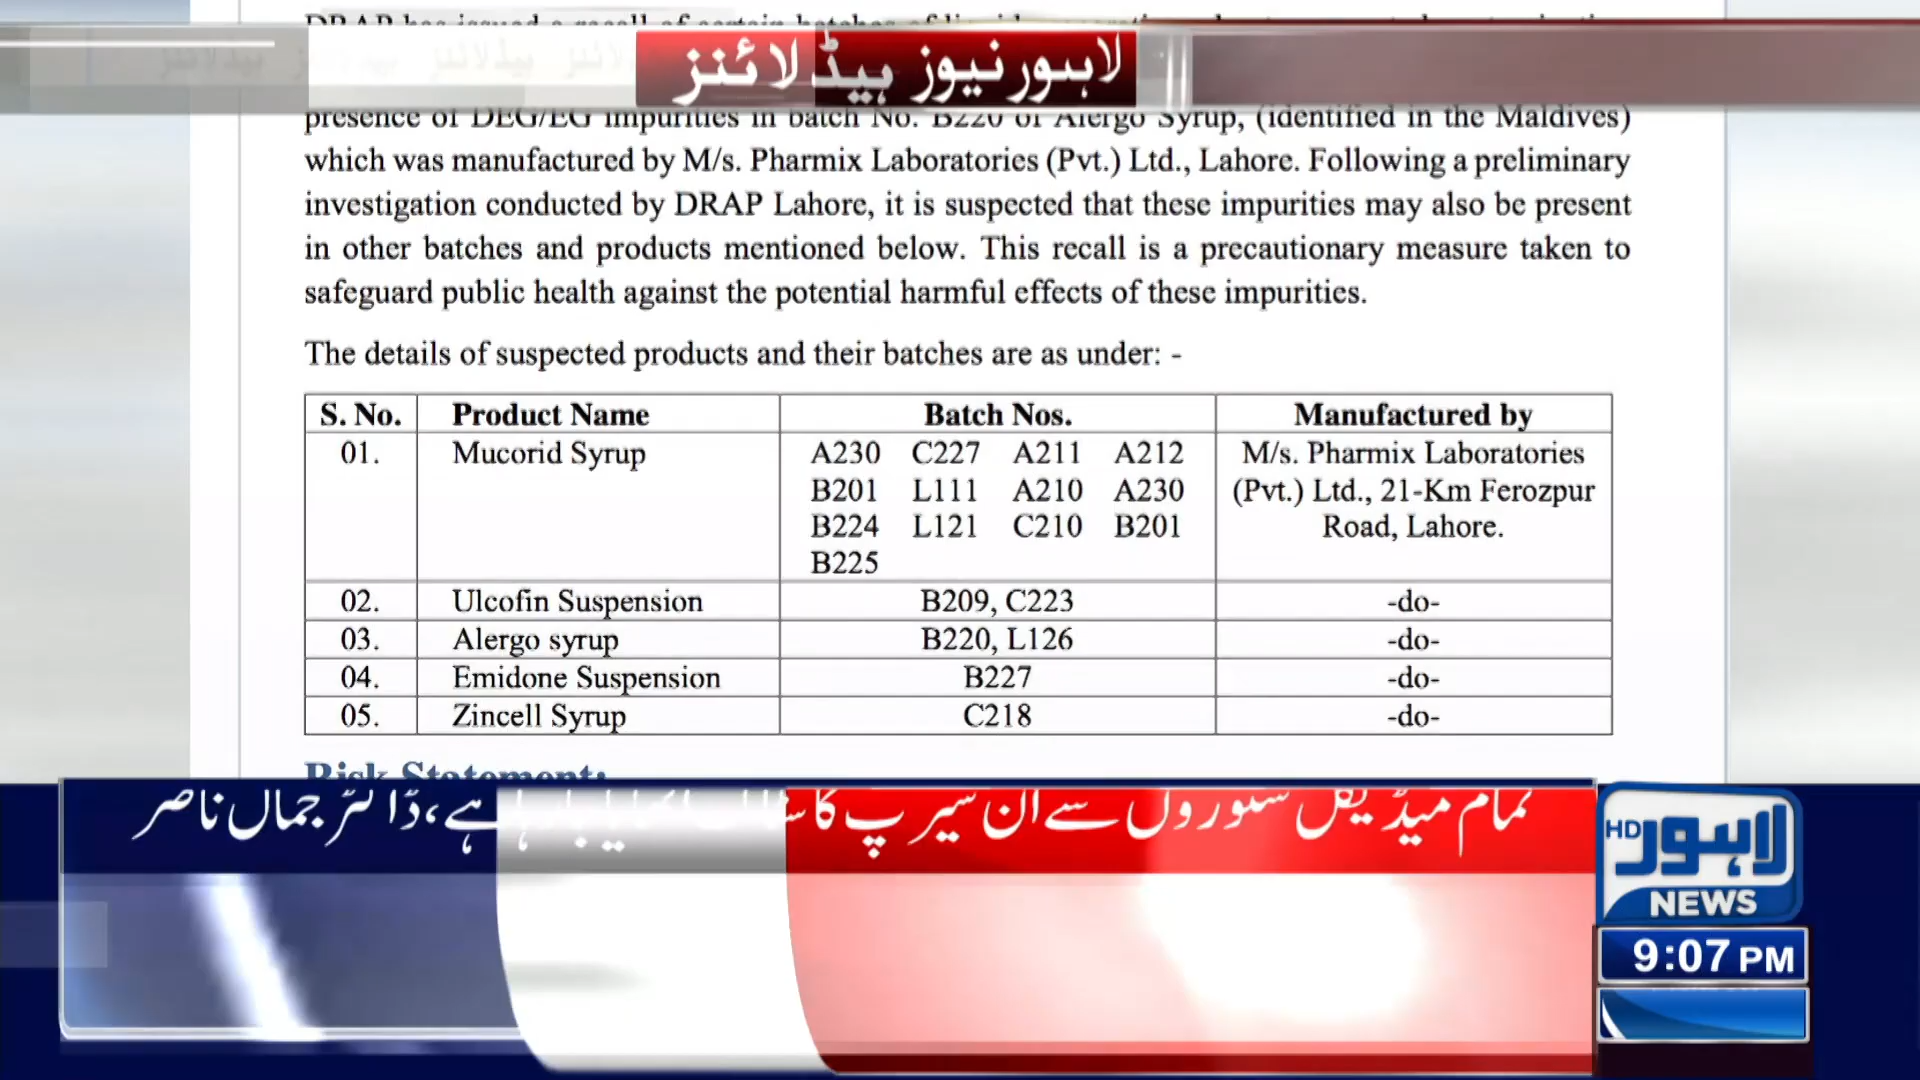 لاہور نیوز ہیڈلائنز
presence of DEG/EG impurities in batch No. B220 of Alergo Syrup, (identified in the Maldives)
which was manufactured by M/s. Pharmix Laboratories (Pvt.) Ltd., Lahore. Following a preliminary
investigation conducted by DRAP Lahore, it is suspected that these impurities may also be present
in other batches and products mentioned below. This recall is a precautionary measure taken to
safeguard public health against the potential harmful effects of these impurities.
The details of suspected products and their batches are as under: -
S. No. Product Name Batch Nos. Manufactured by
01. Mucorid Syrup A230 C227 A211 A212 M/s. Pharmix Laboratories
B201 L111 A210 A230 (Pvt.) Ltd., 21-Km Ferozpur
B224 L121 C210 B201 Road, Lahore.
B225
02. Ulcofin Suspension B209, C223 -do-
03. Alergo syrup B220, L126 -do-
04. Emidone Suspension B227 -do-
05. Zincell Syrup C218 -do-
Risk Statement:
تمام میڈیکل سٹوروں سے ان سیرپ کا ہے، ڈاکٹر جمال ناصر
HD لاہور
NEWS
9:07 PM